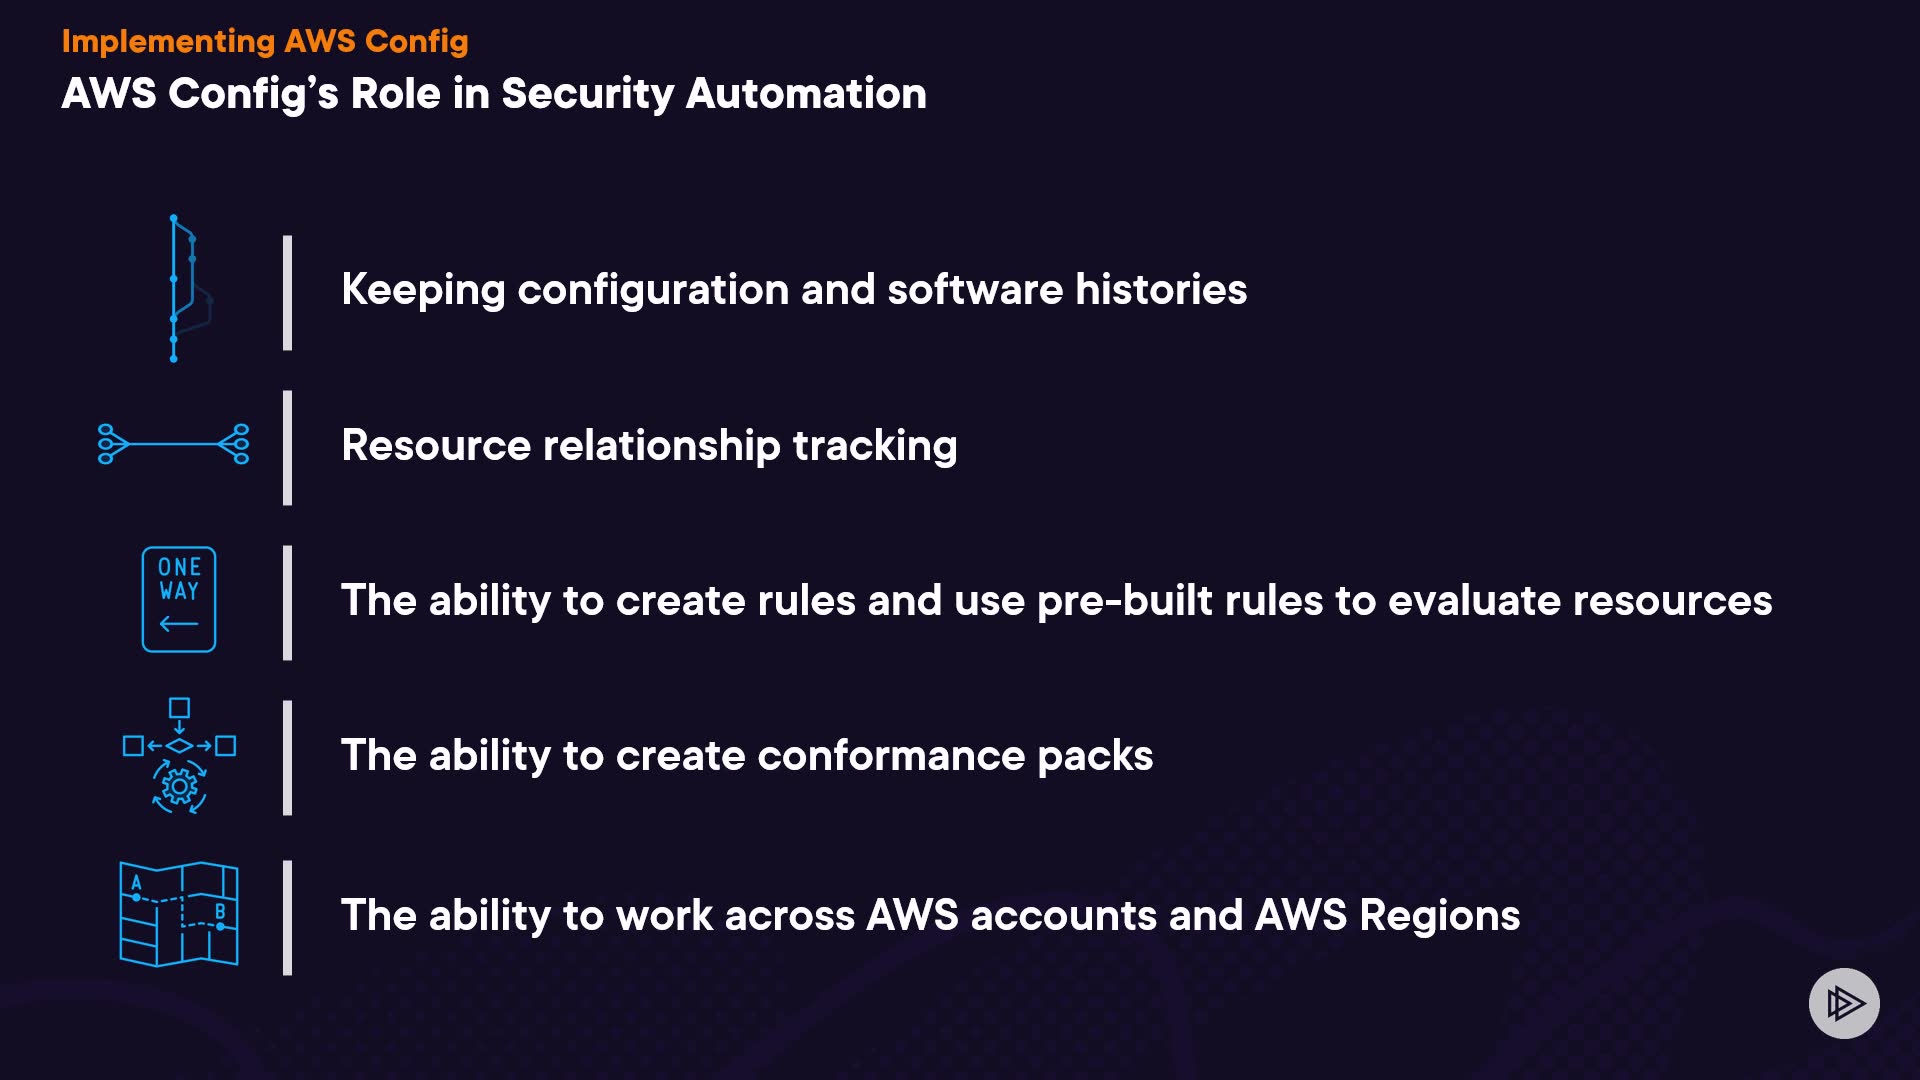 Implementing AWS Config
AWS Config’s Role in Security Automation
Keeping configuration and software histories
Resource relationship tracking
ONE
WAY
The ability to create rules and use pre-built rules to evaluate resources
The ability to create conformance packs
A
B
The ability to work across AWS accounts and AWS Regions